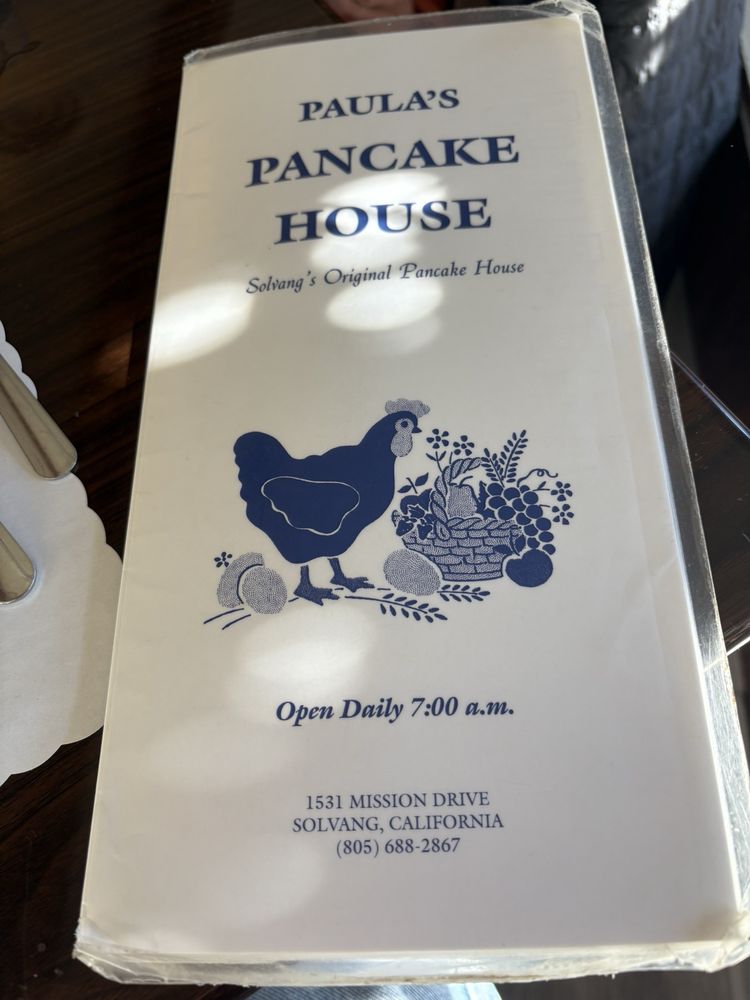 PAULA'S
PANCAKE
HOUSE
Solvang's Original Pancake House
Open Daily 7:00 a.m.
1531 MISSION DRIVE
SOLVANG, CALIFORNIA
(805) 688-2867